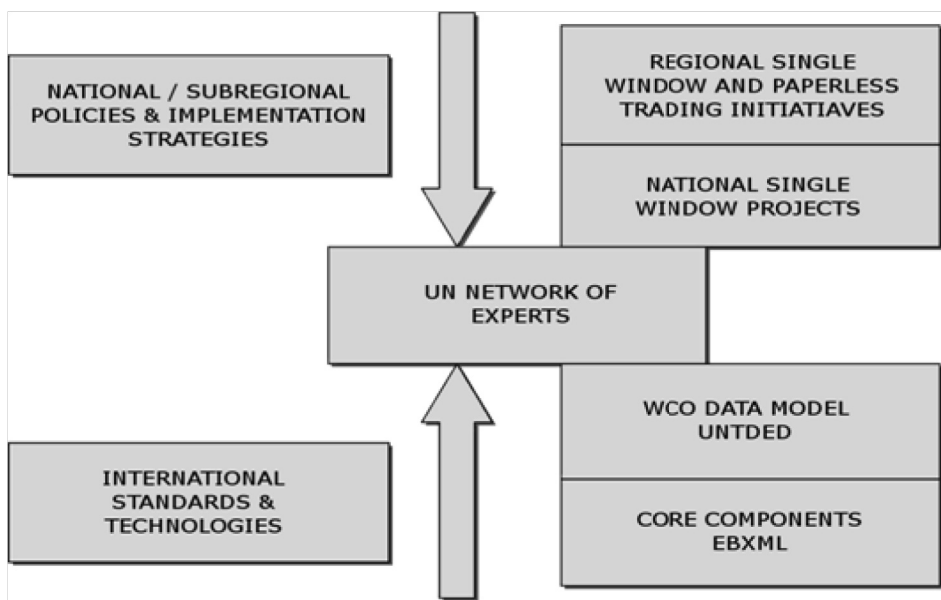 NATIONAL / SUBREGIONAL
POLICIES & IMPLEMENTATION
STRATEGIES
REGIONAL SINGLE
WINDOW AND PAPERLESS
TRADING INITIATIAVES
NATIONAL SINGLE
WINDOW PROJECTS
UN NETWORK OF
EXPERTS
WCO DATA MODEL
UNTDED
INTERNATIONAL
STANDARDS &
TECHNOLOGIES
CORE COMPONENTS
EBXML